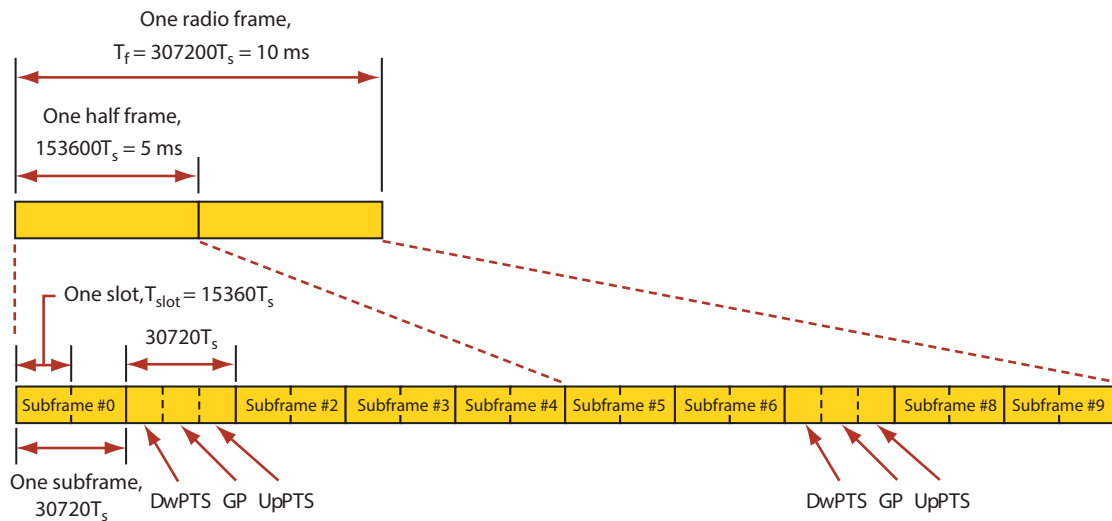 One radio frame,
T_f = 307200T_s = 10 ms
One half frame,
153600T_s = 5 ms
One slot,T_slot = 15360T_s
30720T_s
Subframe #0
Subframe #2
Subframe #3
Subframe #4
Subframe #5
Subframe #6
Subframe #8
Subframe #9
One subframe,
30720T_s
DwPTS
GP
UpPTS
DwPTS
GP
UpPTS